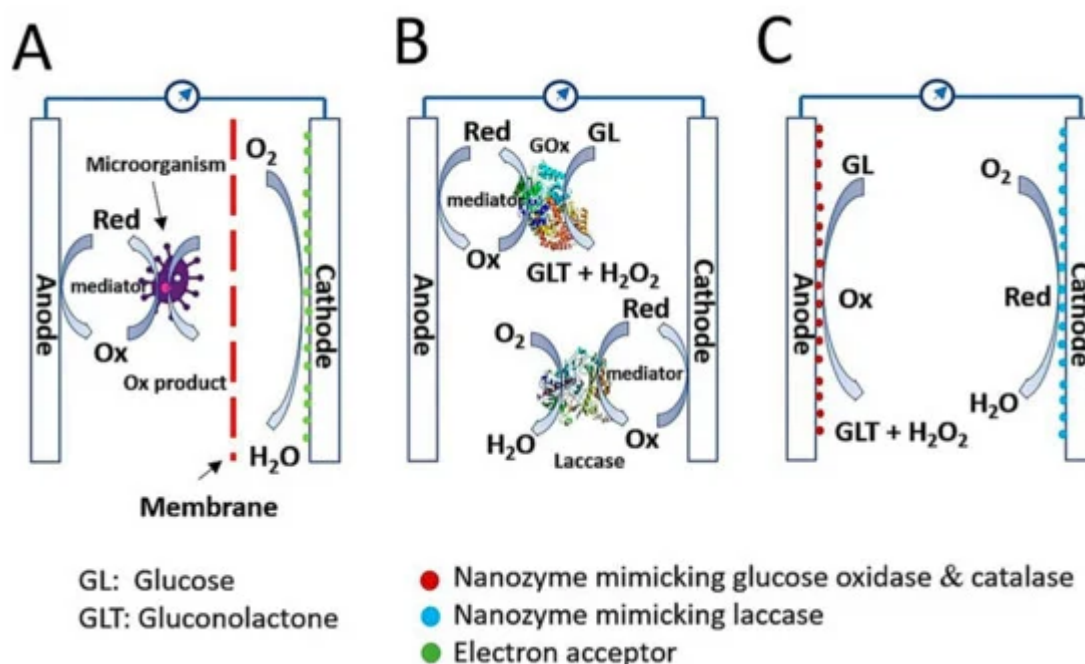 A
Microorganism
O₂
Red
mediator
Ox
Ox product
H₂O
Anode
Cathode
Membrane
B
Red
GOx
GL
mediator
Ox
GLT + H₂O₂
Red
O₂
mediator
H₂O
Ox
Laccase
Anode
Cathode
C
GL
O₂
Ox
Red
H₂O
GLT + H₂O₂
Anode
Cathode
GL: Glucose
GLT: Gluconolactone
Nanozyme mimicking glucose oxidase & catalase
Nanozyme mimicking laccase
Electron acceptor